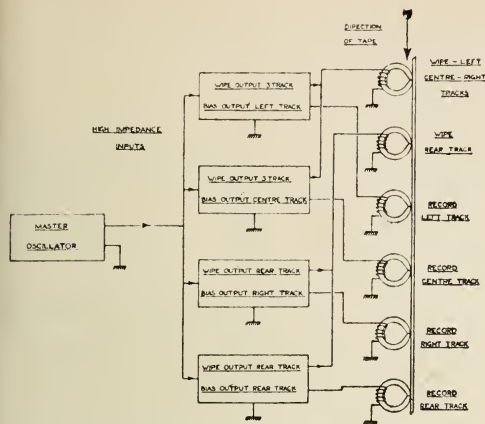 DIRECTION
OF TAPE
WIPE - LEFT
CENTRE - RIGHT
TRACKS
WIPE OUTPUT 3 TRACK
BIAS OUTPUT LEFT TRACK
HIGH IMPEDANCE
INPUTS
WIPE
REAR TRACK
WIPE OUTPUT 3 TRACK
BIAS OUTPUT CENTRE TRACK
RECORD
LEFT TRACK
MASTER
OSCILLATOR
WIPE OUTPUT REAR TRACK
BIAS OUTPUT RIGHT TRACK
RECORD
CENTRE TRACK
RECORD
RIGHT TRACK
WIPE OUTPUT REAR TRACK
BIAS OUTPUT REAR TRACK
RECORD
REAR TRACK